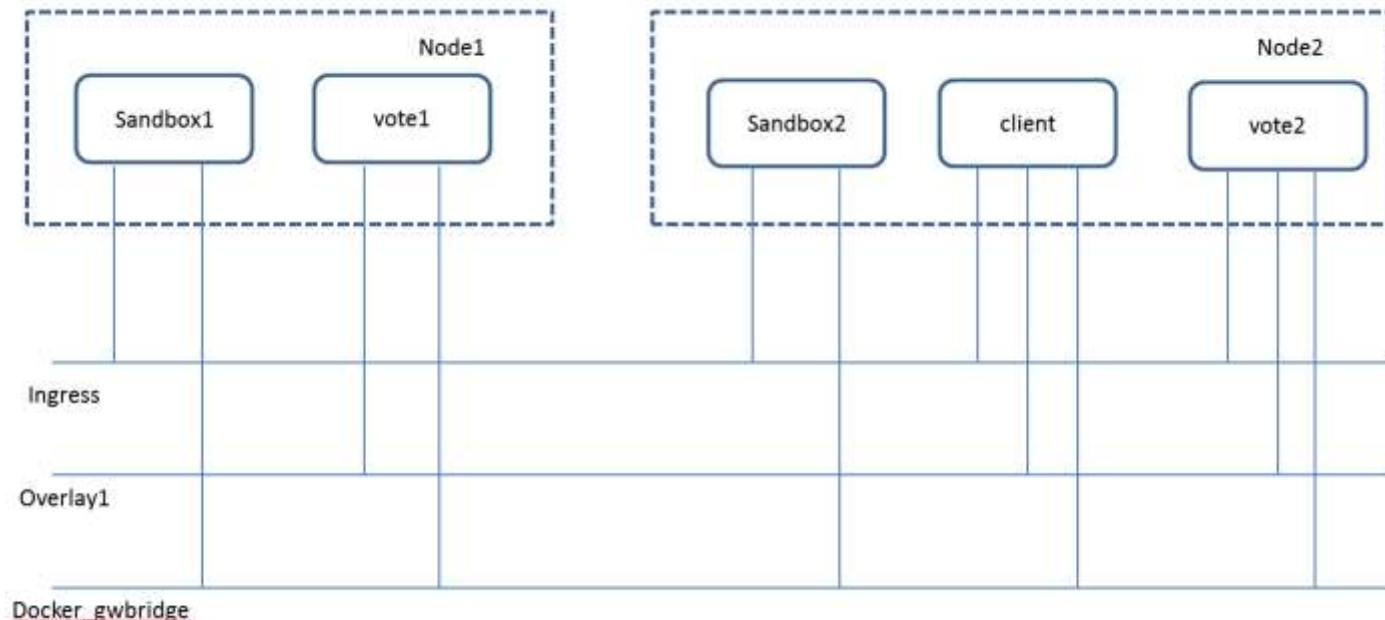 Node1
Node2
Sandbox1
vote1
Sandbox2
client
vote2
Ingress
Overlay1
Docker_gwbridge